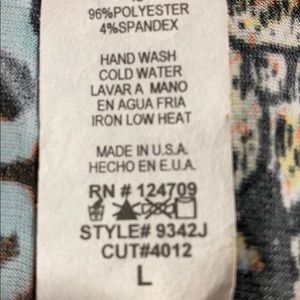 96%POLYESTER
4%SPANDEX
HAND WASH
COLD WATER
LAVAR A MANO
EN AGUA FRIA
IRON LOW HEAT
MADE IN U.S.A.
HECHO EN E.U.A.
RN # 124709
STYLE# 9342J
CUT#4012
L